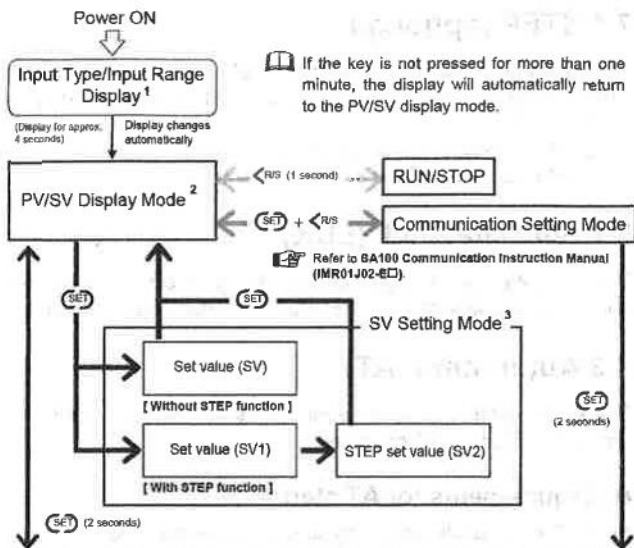 Power ON
Input Type/Input Range
Display 1
(Display for approx.
4 seconds)
Display changes
automatically
If the key is not pressed for more than one
minute, the display will automatically return
to the PV/SV display mode.
PV/SV Display Mode 2
<R/S (1 second)
RUN/STOP
SET + <R/S
Communication Setting Mode
Refer to SA100 Communication Instruction Manual
(IMR01J02-E□).
SET
SET
SV Setting Mode 3
Set value (SV)
[ Without STEP function ]
Set value (SV1)
STEP set value (SV2)
[ With STEP function ]
SET
(2 seconds)
SET (2 seconds)